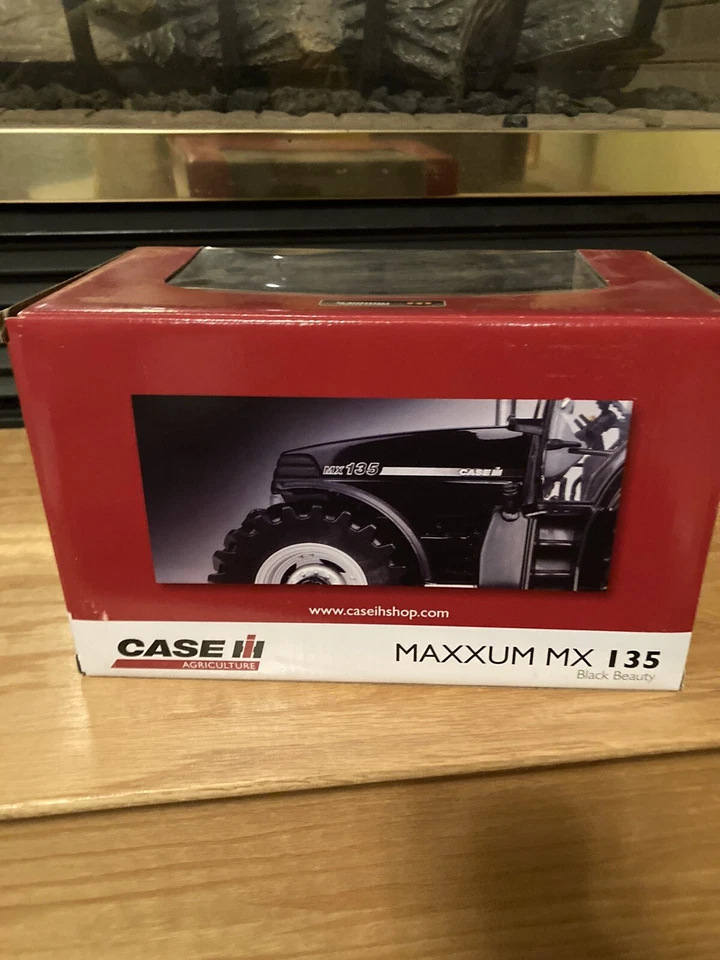 MX 135
CASE IH
www.caseihshop.com
CASE IH
AGRICULTURE
MAXXUM MX 135
Black Beauty